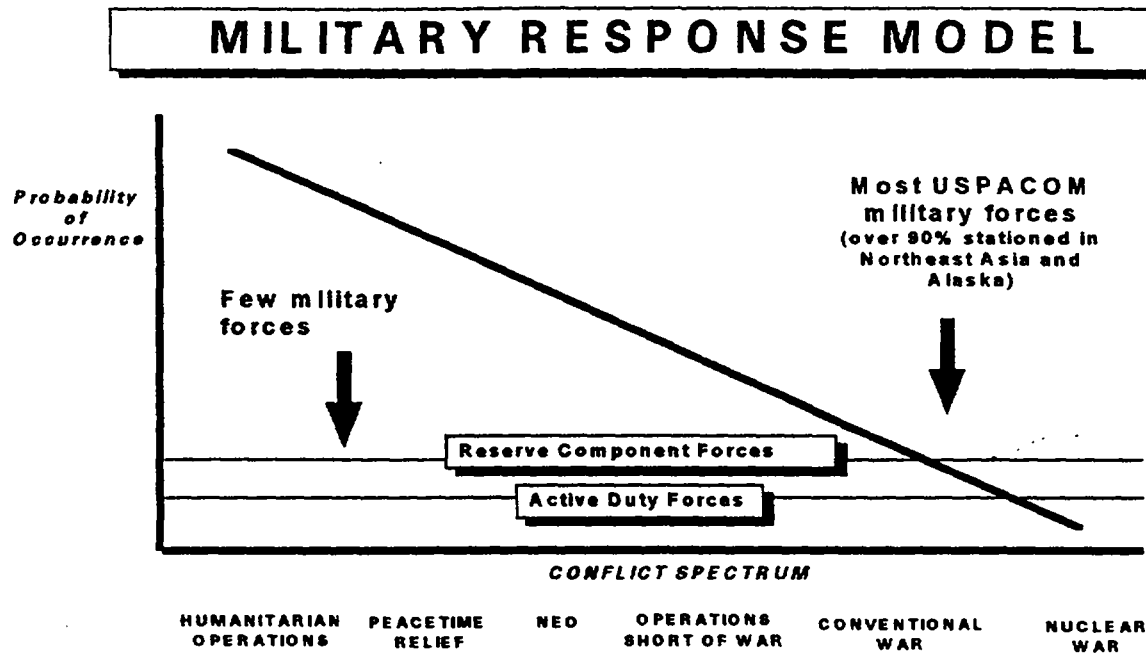 MILITARY RESPONSE MODEL
Probability
of
Occurrence
Most USPACOM
military forces
(over 90% stationed in
Northeast Asia and
Alaska)
Few military
forces
Reserve Component Forces
Active Duty Forces
CONFLICT SPECTRUM
HUMANITARIAN
OPERATIONS
PEACETIME
RELIEF
NEO
OPERATIONS
SHORT OF WAR
CONVENTIONAL
WAR
NUCLEAR
WAR